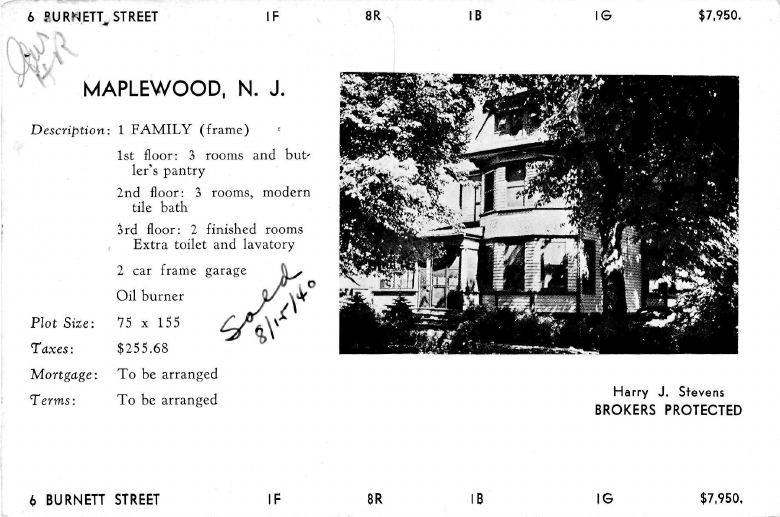 6 BURNETT STREET 1F 8R 1B 1G $7,950.
MAPLEWOOD, N. J.
Description: 1 FAMILY (frame)
1st floor: 3 rooms and but-
ler's pantry
2nd floor: 3 rooms, modern
tile bath
3rd floor: 2 finished rooms
Extra toilet and lavatory
2 car frame garage
Oil burner
Sold
8/15/40
Plot Size: 75 x 155
Taxes: $255.68
Mortgage: To be arranged
Terms: To be arranged
Harry J. Stevens
BROKERS PROTECTED
6 BURNETT STREET 1F 8R 1B 1G $7,950.